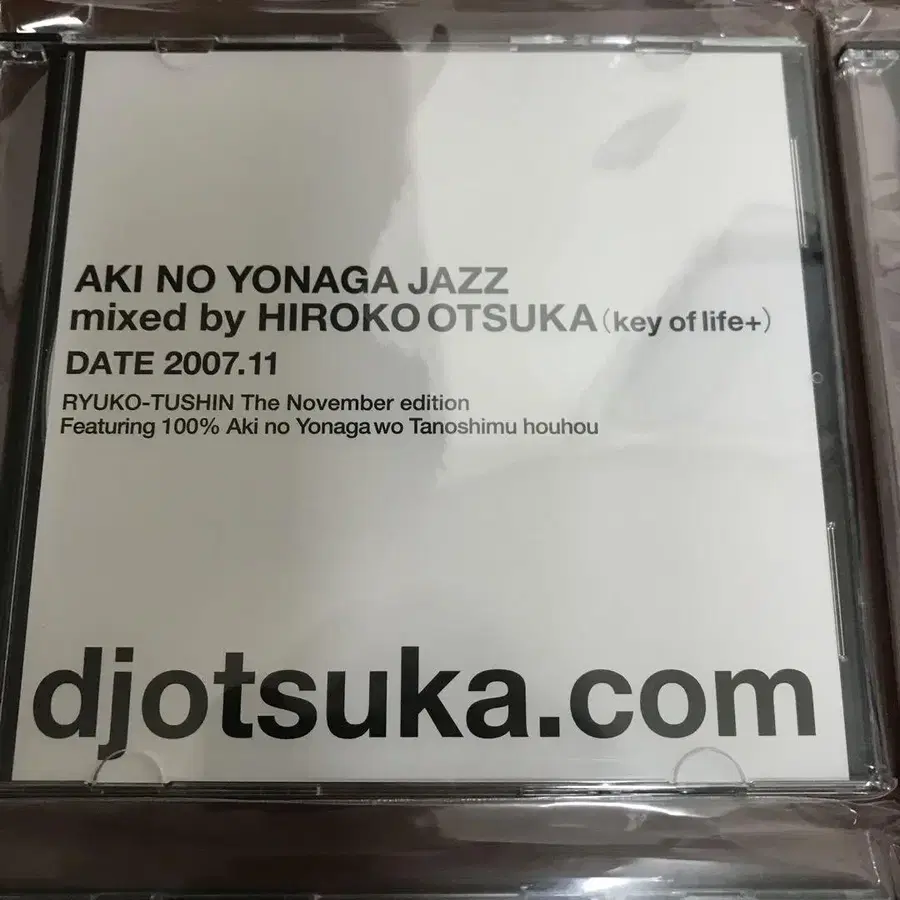 AKI NO YONAGA JAZZ
mixed by HIROKO OTSUKA (key of life+)
DATE 2007.11
RYUKO-TUSHIN The November edition
Featuring 100% Aki no Yonaga wo Tanoshimu houhou
djotsuka.com